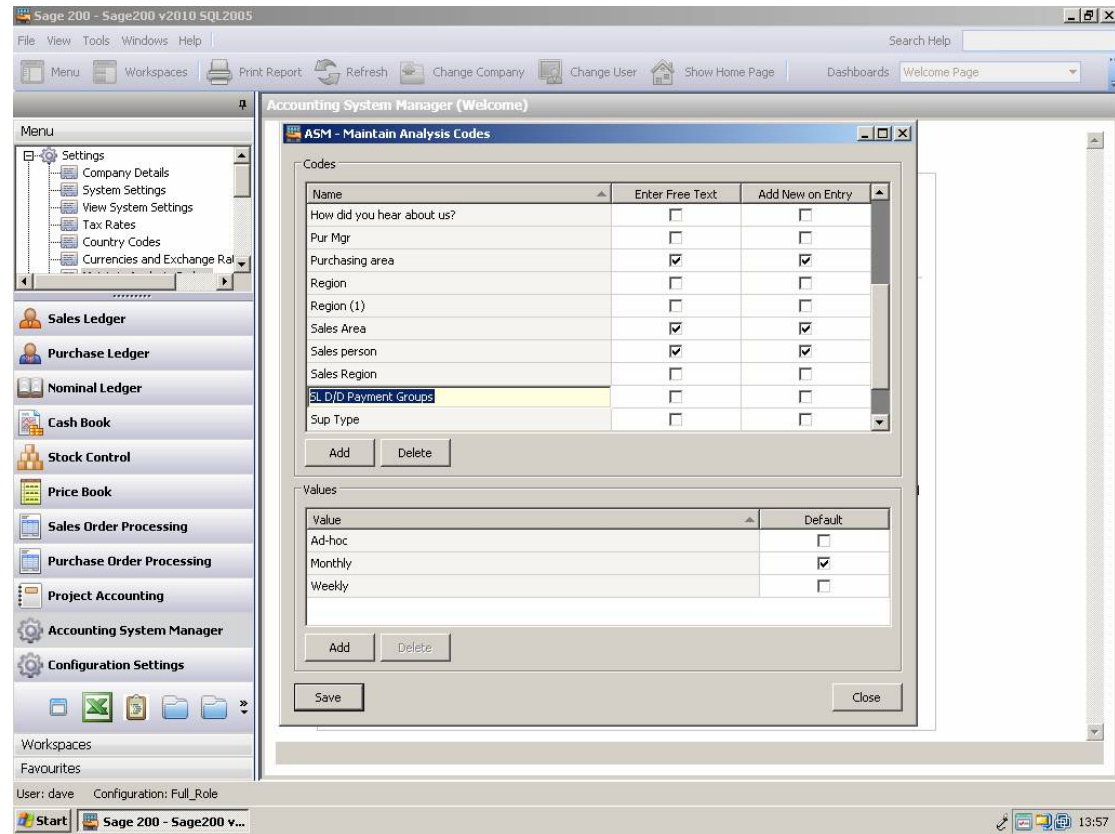 Sage 200 - Sage200 v2010 SQL2005
File View Tools Windows Help
Search Help
Menu Workspaces Print Report Refresh Change Company Change User Show Home Page Dashboards Welcome Page
Accounting System Manager (Welcome)
Menu
Settings
Company Details
System Settings
View System Settings
Tax Rates
Country Codes
Currencies and Exchange Ra
Sales Ledger
Purchase Ledger
Nominal Ledger
Cash Book
Stock Control
Price Book
Sales Order Processing
Purchase Order Processing
Project Accounting
Accounting System Manager
Configuration Settings
Workspaces
Favourites
ASM - Maintain Analysis Codes
Codes
Name Enter Free Text Add New on Entry
How did you hear about us?
Pur Mgr
Purchasing area
Region
Region (1)
Sales Area
Sales person
Sales Region
SL D/D Payment Groups
Sup Type
Add Delete
Values
Value Default
Ad-hoc
Monthly
Weekly
Add Delete
Save Close
User: dave Configuration: Full_Role
Start Sage 200 - Sage200 v... 13:57